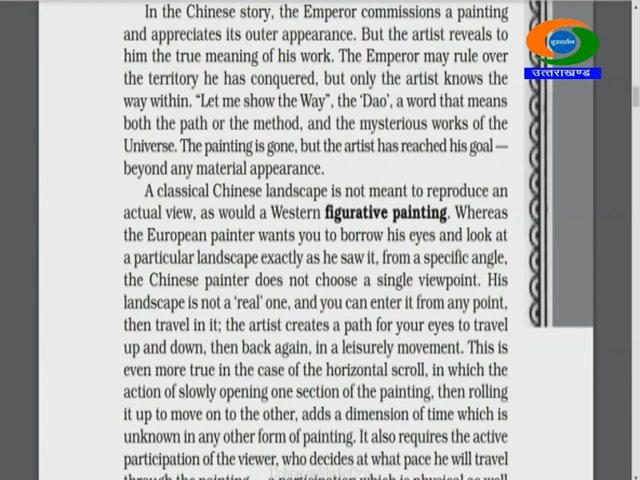 In the Chinese story, the Emperor commissions a painting
and appreciates its outer appearance. But the artist reveals to
him the true meaning of his work. The Emperor may rule over
the territory he has conquered, but only the artist knows the
way within. “Let me show the Way”, the ‘Dao’, a word that means
both the path or the method, and the mysterious works of the
Universe. The painting is gone, but the artist has reached his goal —
beyond any material appearance.
A classical Chinese landscape is not meant to reproduce an
actual view, as would a Western figurative painting. Whereas
the European painter wants you to borrow his eyes and look at
a particular landscape exactly as he saw it, from a specific angle,
the Chinese painter does not choose a single viewpoint. His
landscape is not a ‘real’ one, and you can enter it from any point,
then travel in it; the artist creates a path for your eyes to travel
up and down, then back again, in a leisurely movement. This is
even more true in the case of the horizontal scroll, in which the
action of slowly opening one section of the painting, then rolling
it up to move on to the other, adds a dimension of time which is
unknown in any other form of painting. It also requires the active
participation of the viewer, who decides at what pace he will travel
through the painting — a participation which is physical as well
दूरदर्शन
उत्तराखण्ड